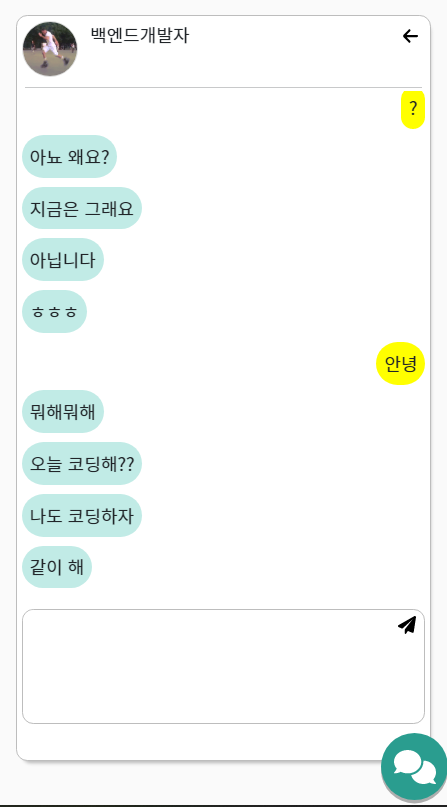 백엔드개발자
?
아뇨 왜요?
지금은 그래요
아닙니다
ㅎㅎㅎ
안녕
뭐해뭐해
오늘 코딩해??
나도 코딩하자
같이 해